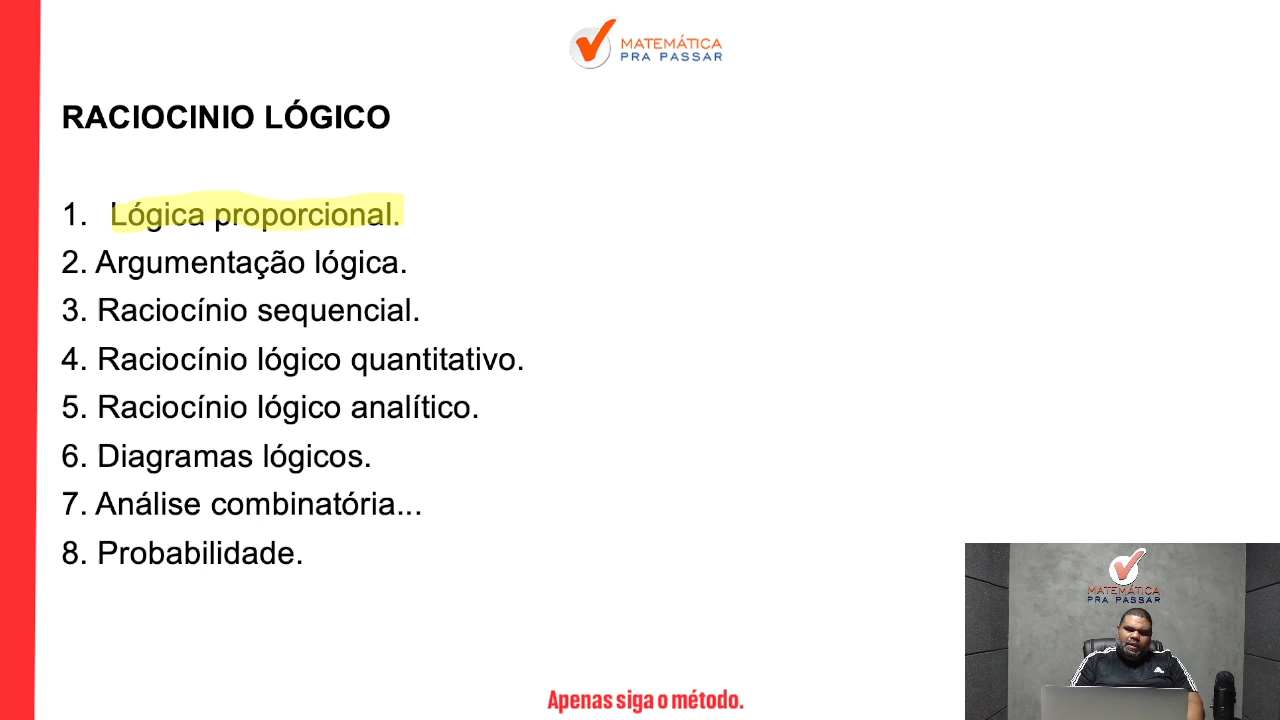 MATEMÁTICA
PRA PASSAR
RACIOCINIO LÓGICO
1. Lógica proporcional.
2. Argumentação lógica.
3. Raciocínio sequencial.
4. Raciocínio lógico quantitativo.
5. Raciocínio lógico analítico.
6. Diagramas lógicos.
7. Análise combinatória...
8. Probabilidade.
MATEMÁTICA
PRA PASSAR
Apenas siga o método.